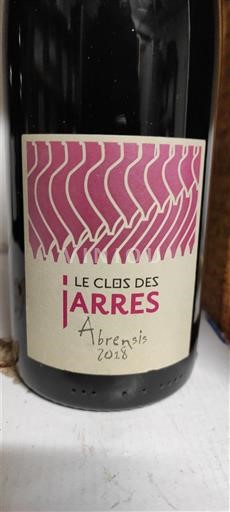 LE CLOS DES
jARRES
Abrensis
2018